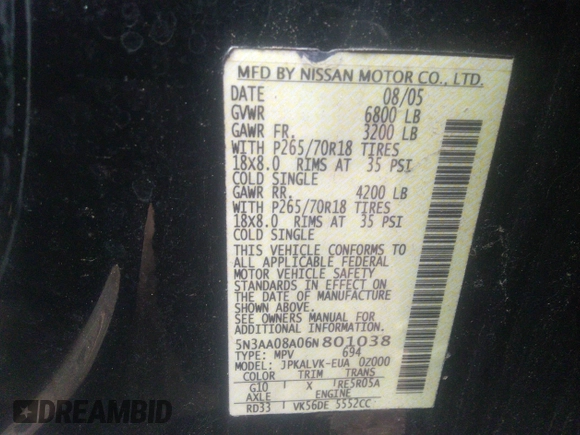 MFD BY NISSAN MOTOR CO., LTD.
DATE 08/05
GVWR 6800 LB
GAWR FR. 3200 LB
WITH P265/70R18 TIRES
18X8.0 RIMS AT 35 PSI
COLD SINGLE
GAWR RR. 4200 LB
WITH P265/70R18 TIRES
18X8.0 RIMS AT 35 PSI
COLD SINGLE
THIS VEHICLE CONFORMS TO
ALL APPLICABLE FEDERAL
MOTOR VEHICLE SAFETY
STANDARDS IN EFFECT ON
THE DATE OF MANUFACTURE
SHOWN ABOVE.
SEE OWNERS MANUAL FOR
ADDITIONAL INFORMATION.
5N3AA08A06N801038
TYPE: MPV 694
MODEL: JPKALVK-EUA 02000
COLOR TRIM TRANS
G10 X RE5R05A
AXLE ENGINE
RD33 VK56DE 5552CC
DREAMBID